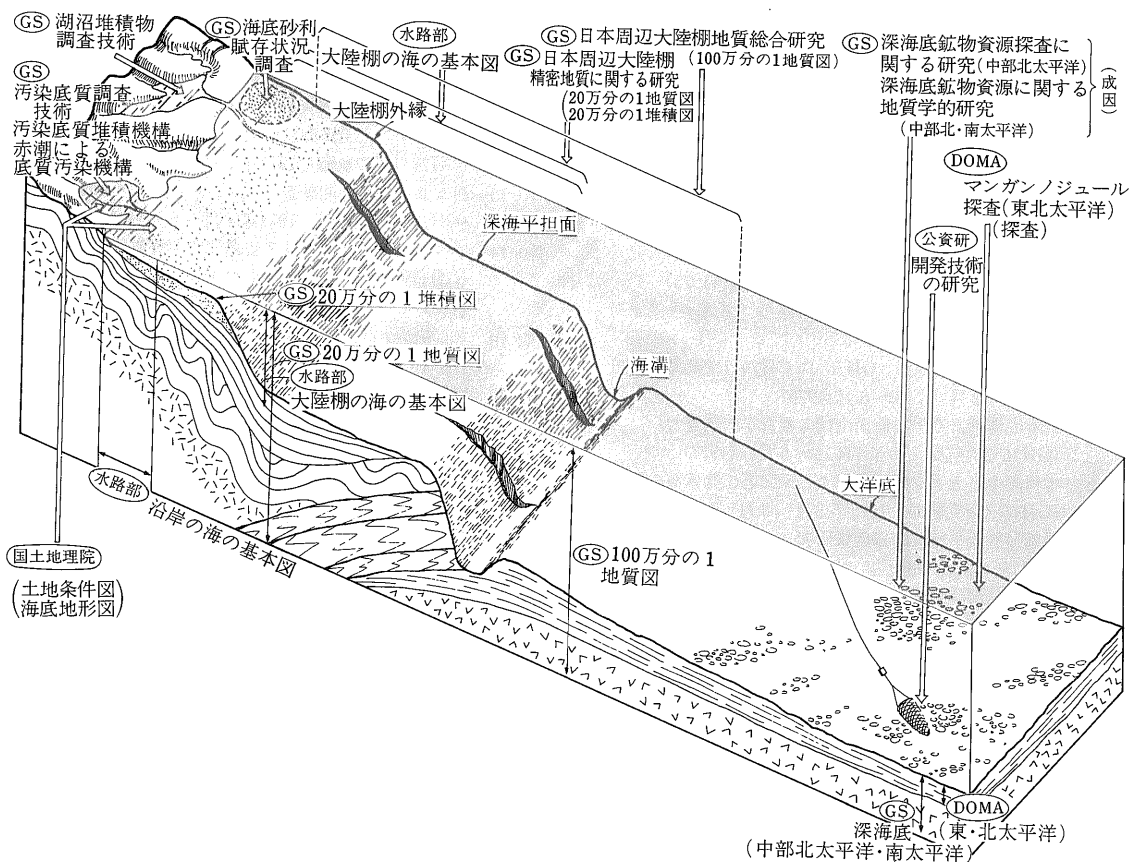 GS 湖沼堆積物
調査技術
GS 海底砂利
賦存状況
調査
水路部
大陸棚の海の基本図
GS 日本周辺大陸棚地質総合研究
(100万分の1地質図)
GS 日本周辺大陸棚
精密地質に関する研究
(20万分の1地質図
20万分の1堆積図)
GS 深海底鉱物資源探査に
関する研究(中部北太平洋)
深海底鉱物資源に関する
地質学的研究
(中部北・南太平洋)
(成因)
GS
汚染底質調査
技術
汚染底質堆積機構
赤潮による
底質汚染機構
大陸棚外縁
DOMA
マンガンノジュール
探査(東北太平洋)
(探査)
公資研
開発技術
の研究
深海平担面
GS 20万分の1堆積図
GS 20万分の1地質図
水路部
大陸棚の海の基本図
海溝
大洋底
水路部
沿岸の海の基本図
国土地理院
(土地条件図
海底地形図)
GS 100万分の1
地質図
GS
深海底
(中部北太平洋・南太平洋)
DOMA
(東・北太平洋)